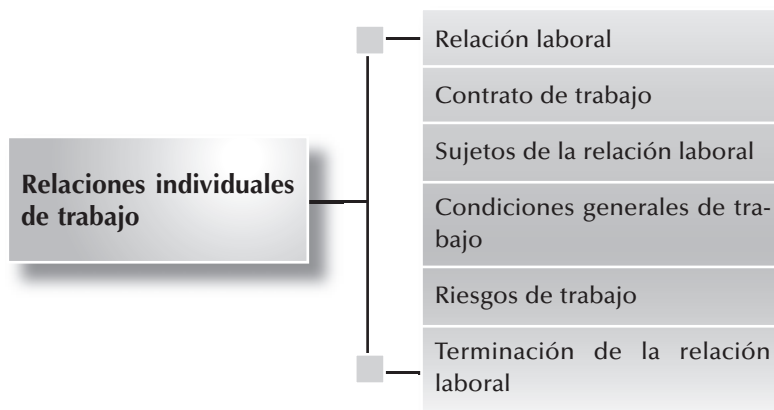 Relaciones individuales
de trabajo
Relación laboral
Contrato de trabajo
Sujetos de la relación laboral
Condiciones generales de tra-
bajo
Riesgos de trabajo
Terminación de la relación
laboral